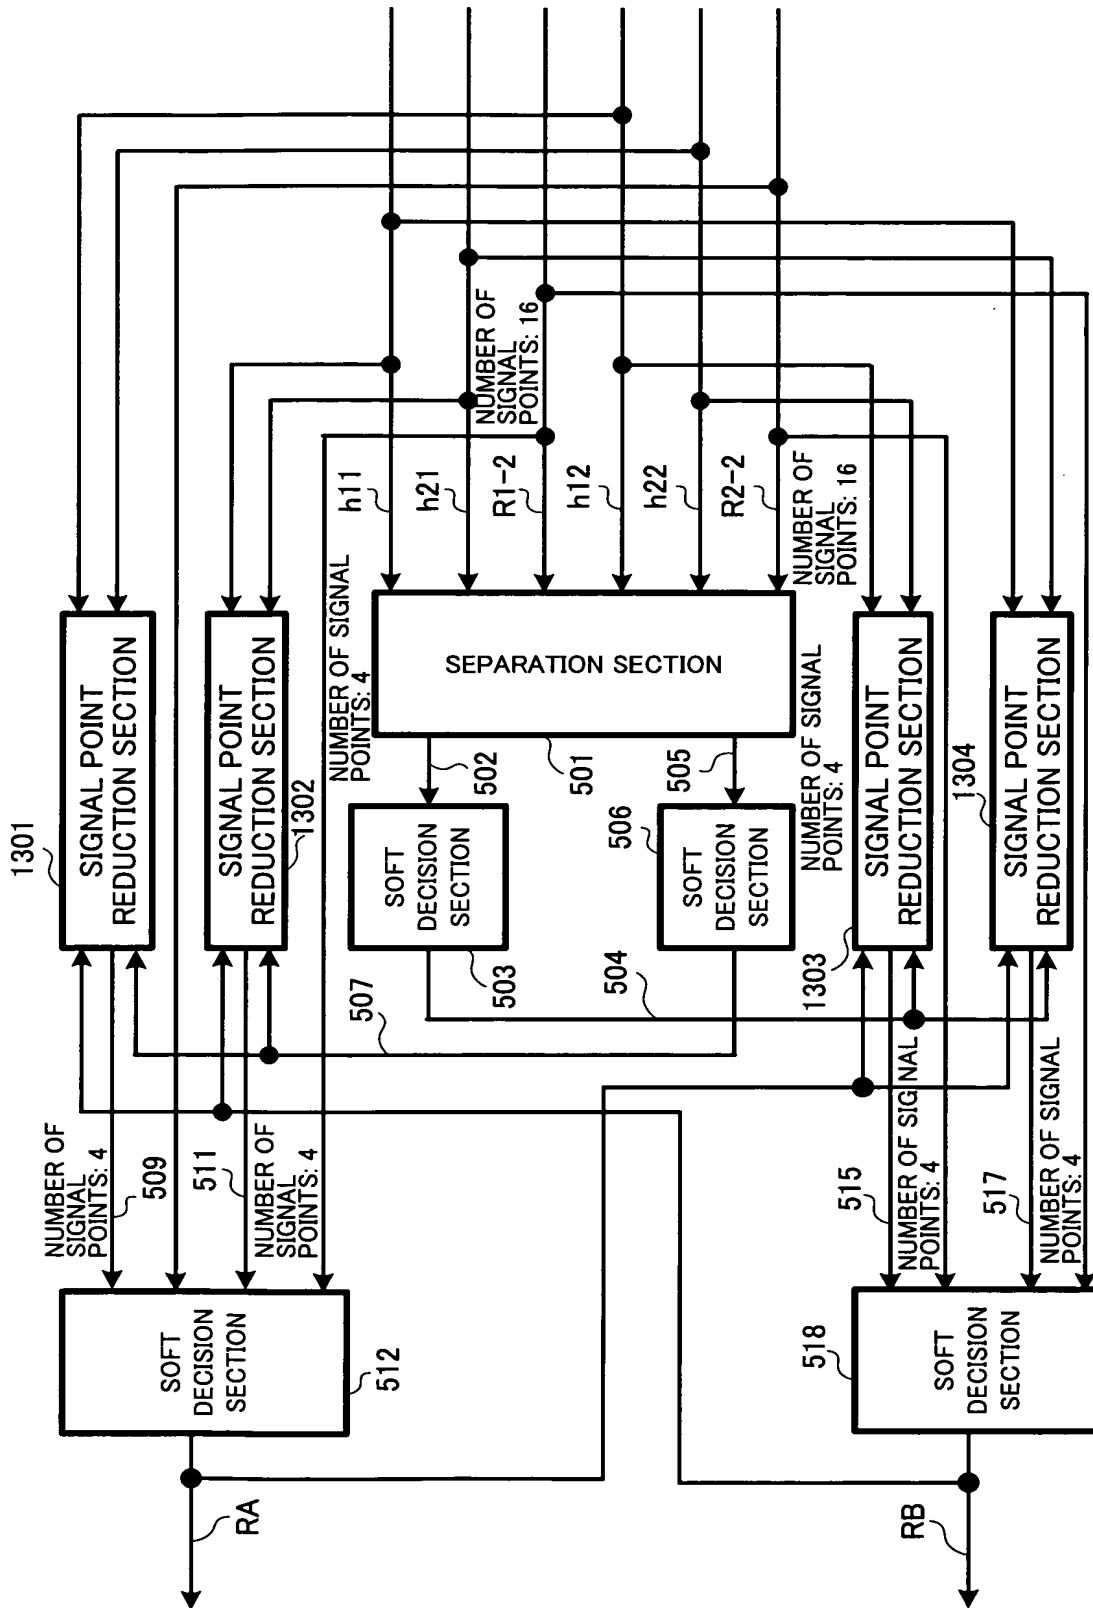 1301
SIGNAL POINT
REDUCTION SECTION
NUMBER OF
SIGNAL
POINTS: 4
509
SOFT
DECISION
SECTION
512
RA
1302
SIGNAL POINT
REDUCTION SECTION
511
NUMBER OF
SIGNAL
POINTS: 4
NUMBER OF SIGNAL
POINTS: 4
h11
h21
NUMBER OF
SIGNAL
POINTS: 16
R1-2
h12
h22
R2-2
NUMBER OF
SIGNAL
POINTS: 16
SEPARATION SECTION
501
502
505
SOFT
DECISION
SECTION
503
506
SOFT
DECISION
SECTION
507
504
NUMBER OF SIGNAL
POINTS: 4
1303
SIGNAL POINT
REDUCTION SECTION
515
NUMBER OF SIGNAL
POINTS: 4
1304
SIGNAL POINT
REDUCTION SECTION
517
NUMBER OF SIGNAL
POINTS: 4
518
SOFT
DECISION
SECTION
RB